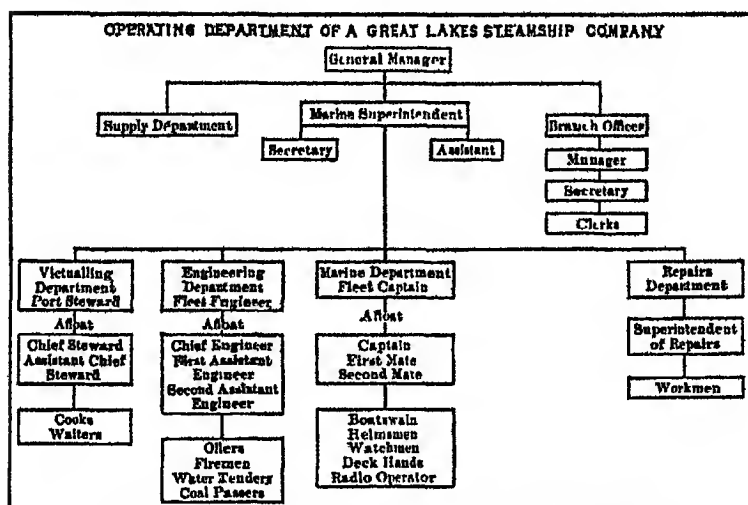 OPERATING DEPARTMENT OF A GREAT LAKES STEAMSHIP COMPANY
General Manager
Supply Department
Marine Superintendent
Branch Offices
Secretary
Assistant
Manager
Secretary
Clerks
Victualling
Department
Port Steward
Afloat
Chief Steward
Assistant Chief
Steward
Cooks
Waiters
Engineering
Department
Fleet Engineer
Afloat
Chief Engineer
First Assistant
Engineer
Second Assistant
Engineer
Oilers
Firemen
Water Tenders
Coal Passers
Marine Department
Fleet Captain
Afloat
Captain
First Mate
Second Mate
Boatswain
Helmsmen
Watchmen
Deck Hands
Radio Operator
Repairs
Department
Superintendent
of Repairs
Workmen